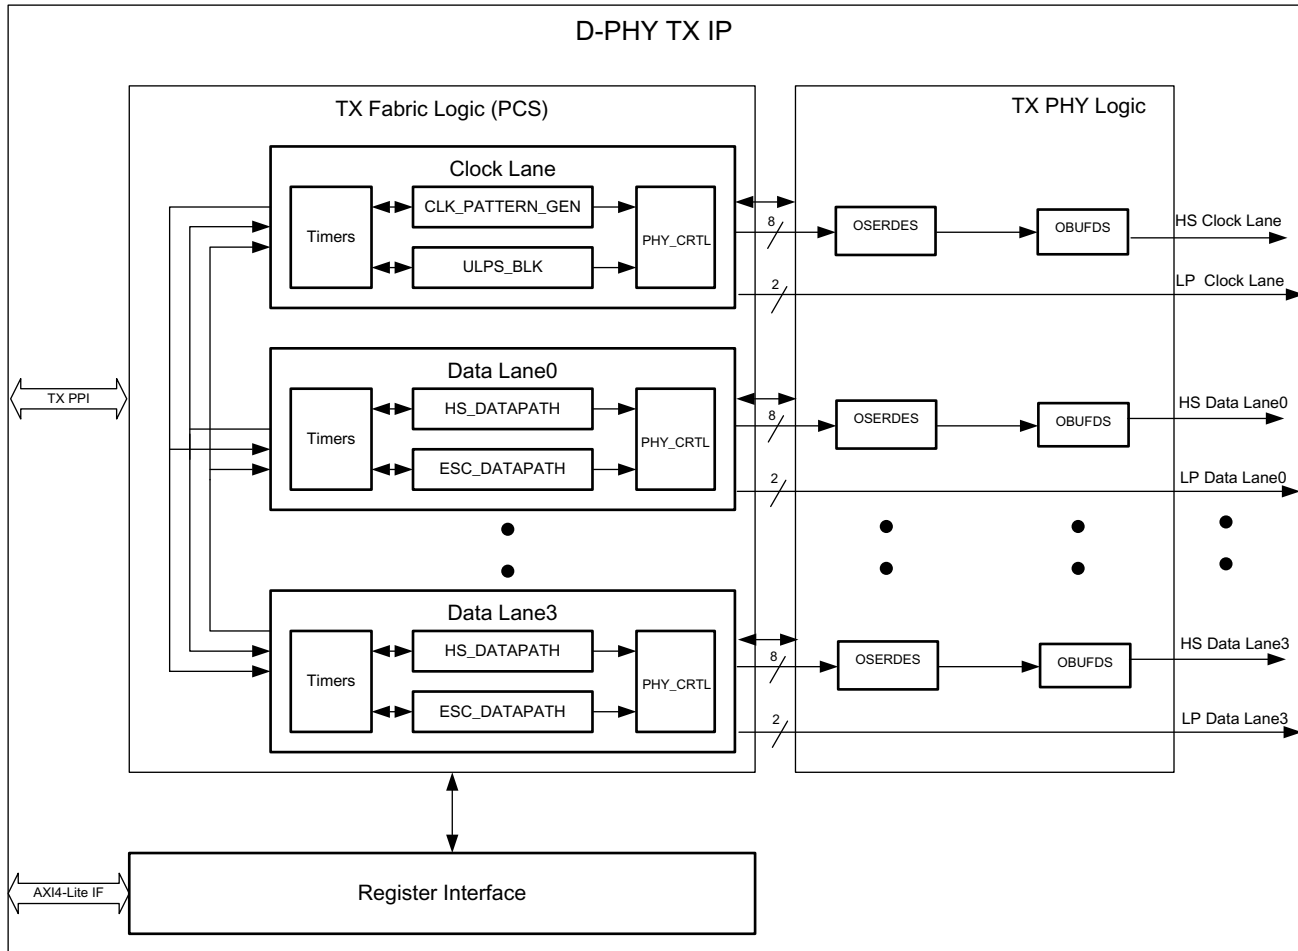 D-PHY TX IP
TX Fabric Logic (PCS)
TX PHY Logic
Clock Lane
Timers
CLK_PATTERN_GEN
ULPS_BLK
PHY_CRTL
8
2
OSERDES
OBUFDS
HS Clock Lane
LP  Clock Lane
TX PPI
Data Lane0
Timers
HS_DATAPATH
ESC_DATAPATH
PHY_CRTL
8
2
OSERDES
OBUFDS
HS Data Lane0
LP Data Lane0
Data Lane3
Timers
HS_DATAPATH
ESC_DATAPATH
PHY_CRTL
8
2
OSERDES
OBUFDS
HS Data Lane3
LP Data Lane3
AXI4-Lite IF
Register Interface